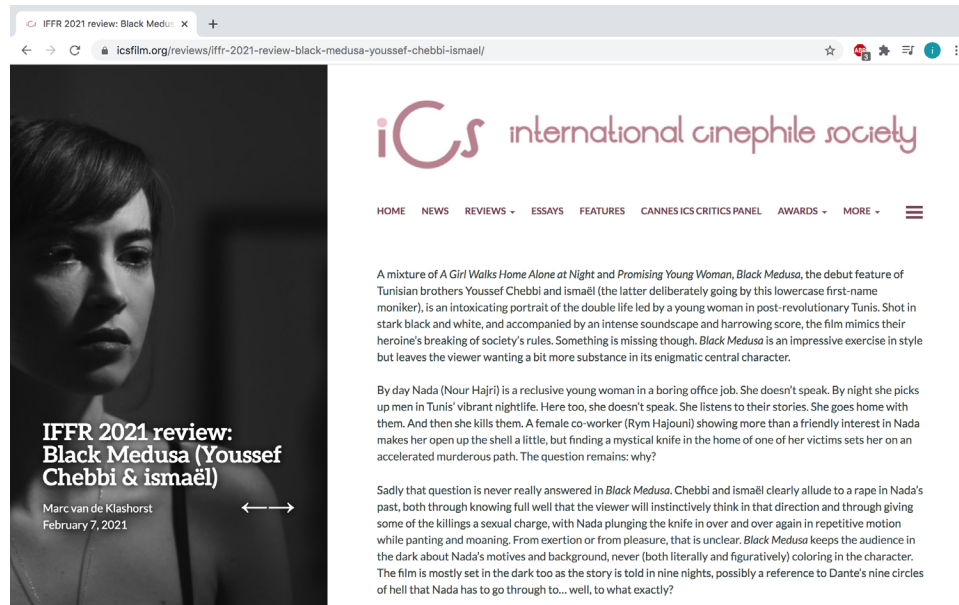 IFFR 2021 review: Black Medus
icsfilm.org/reviews/iffr-2021-review-black-medusa-youssef-chebbi-ismael/
ABP
3
i
ics international cinephile society
HOME NEWS REVIEWS ESSAYS FEATURES CANNES ICS CRITICS PANEL AWARDS MORE
A mixture of A Girl Walks Home Alone at Night and Promising Young Woman, Black Medusa, the debut feature of
Tunisian brothers Youssef Chebbi and ismaël (the latter deliberately going by this lowercase first-name
moniker), is an intoxicating portrait of the double life led by a young woman in post-revolutionary Tunis. Shot in
stark black and white, and accompanied by an intense soundscape and harrowing score, the film mimics their
heroine's breaking of society's rules. Something is missing though. Black Medusa is an impressive exercise in style
but leaves the viewer wanting a bit more substance in its enigmatic central character.
By day Nada (Nour Hajri) is a reclusive young woman in a boring office job. She doesn't speak. By night she picks
up men in Tunis' vibrant nightlife. Here too, she doesn't speak. She listens to their stories. She goes home with
them. And then she kills them. A female co-worker (Rym Hajouni) showing more than a friendly interest in Nada
makes her open up the shell a little, but finding a mystical knife in the home of one of her victims sets her on an
accelerated murderous path. The question remains: why?
Sadly that question is never really answered in Black Medusa. Chebbi and ismaël clearly allude to a rape in Nada's
past, both through knowing full well that the viewer will instinctively think in that direction and through giving
some of the killings a sexual charge, with Nada plunging the knife in over and over again in repetitive motion
while panting and moaning. From exertion or from pleasure, that is unclear. Black Medusa keeps the audience in
the dark about Nada's motives and background, never (both literally and figuratively) coloring in the character.
The film is mostly set in the dark too as the story is told in nine nights, possibly a reference to Dante's nine circles
of hell that Nada has to go through to… well, to what exactly?
IFFR 2021 review:
Black Medusa (Youssef
Chebbi & ismaël)
Marc van de Klashorst
February 7, 2021